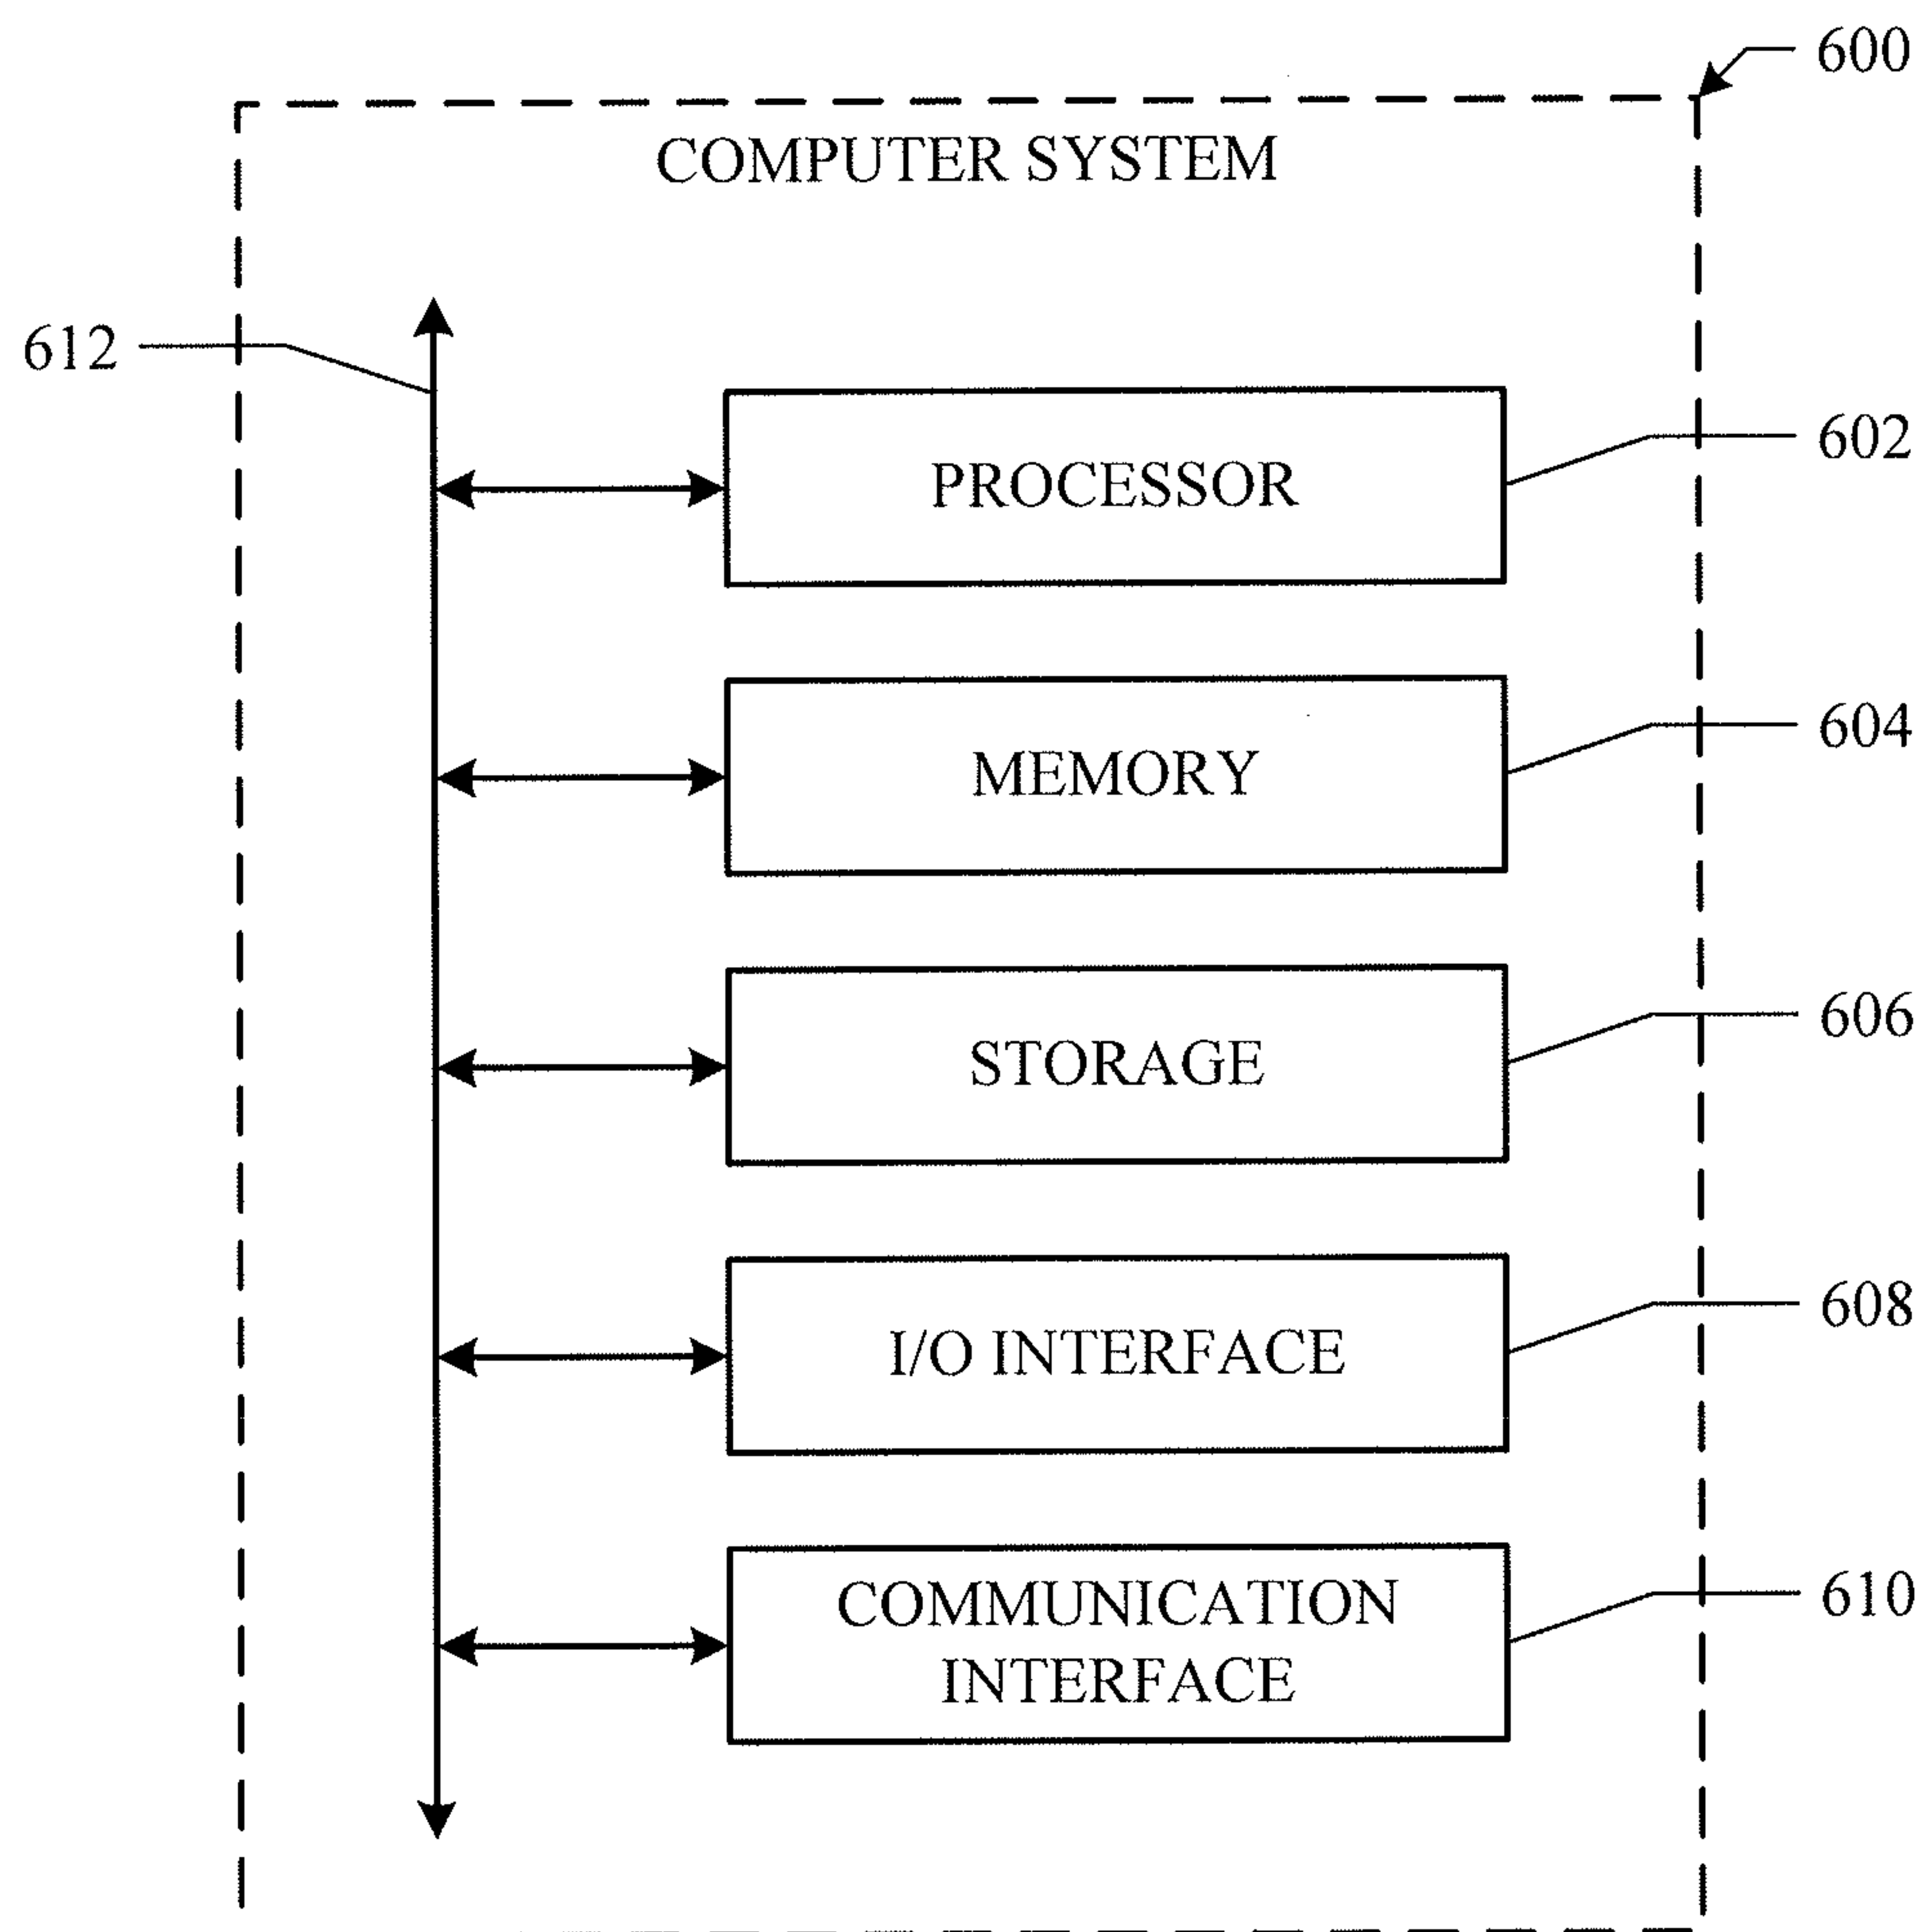 600
COMPUTER SYSTEM
612
602
PROCESSOR
604
MEMORY
606
STORAGE
608
I/O INTERFACE
610
COMMUNICATION
INTERFACE